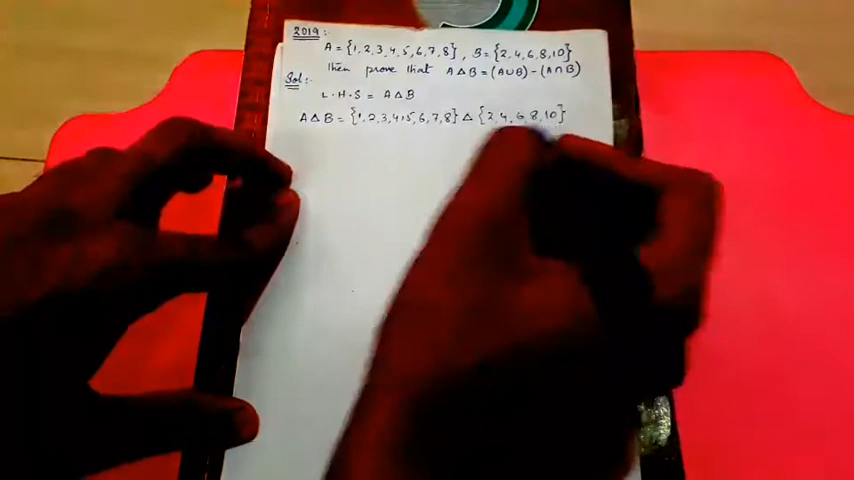 2019:
A = {1,2,3,4,5,6,7,8}, B = {2,4,6,8,10}
then prove that A∆B = (A∪B) - (A∩B)
Sol:
L.H.S = A∆B
A∆B = {1,2,3,4,5,6,7,8} ∆ {2,4,6,8,10}